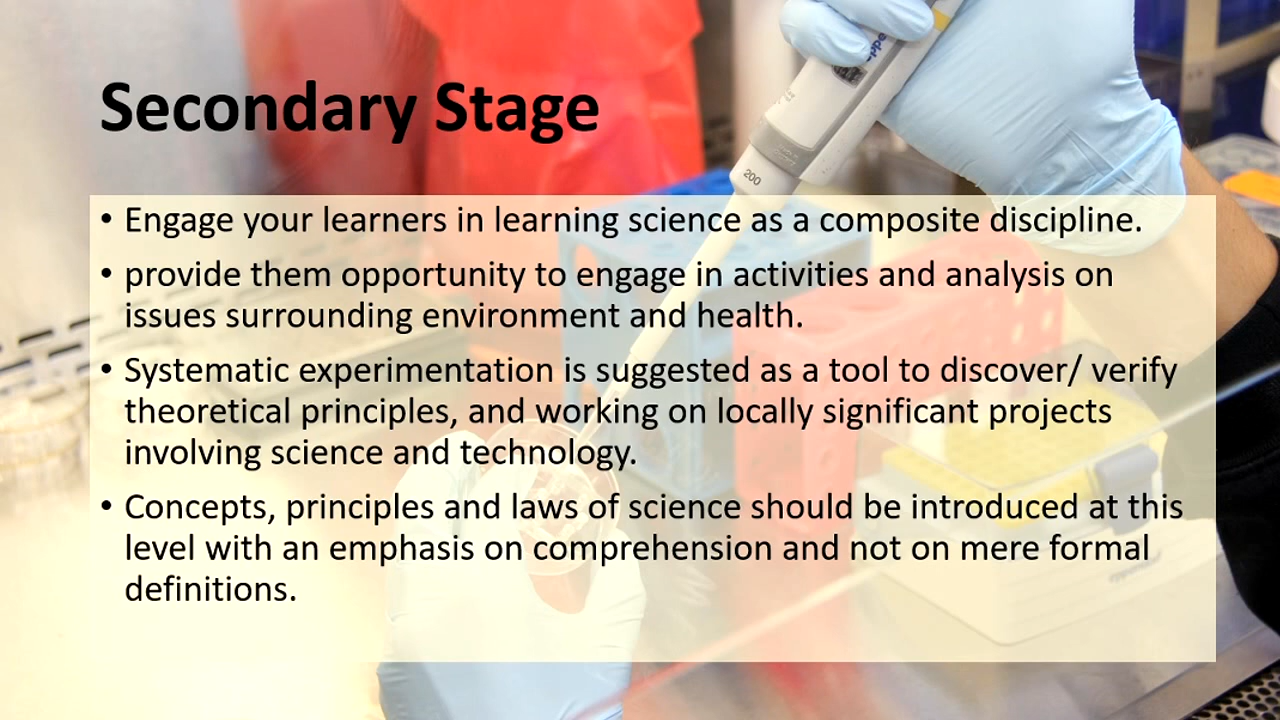 Secondary Stage
• Engage your learners in learning science as a composite discipline.
• provide them opportunity to engage in activities and analysis on
issues surrounding environment and health.
• Systematic experimentation is suggested as a tool to discover/ verify
theoretical principles, and working on locally significant projects
involving science and technology.
• Concepts, principles and laws of science should be introduced at this
level with an emphasis on comprehension and not on mere formal
definitions.
200